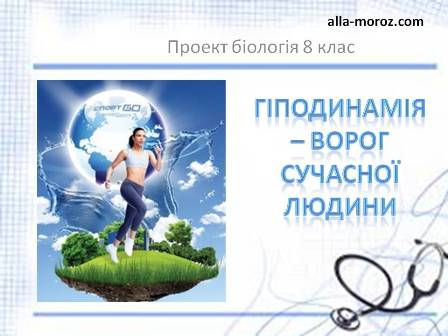 alla-moroz.com
Проект біологія 8 клас
ГІПОДИНАМІЯ
– ВОРОГ
СУЧАСНОЇ
ЛЮДИНИ
СПОРТ GO